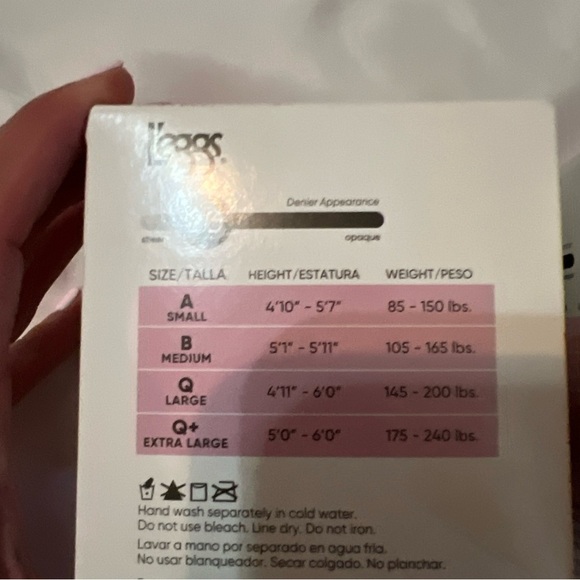 L'eggs.
Denier Appearance
sheer opaque
SIZE/TALLA HEIGHT/ESTATURA WEIGHT/PESO
A
SMALL 4'10" - 5'7" 85 - 150 lbs.
B
MEDIUM 5'1" - 5'11" 105 - 165 lbs.
Q
LARGE 4'11" - 6'0" 145 - 200 lbs.
Q+
EXTRA LARGE 5'0" - 6'0" 175 - 240 lbs.
Hand wash separately in cold water.
Do not use bleach. Line dry. Do not iron.
Lavar a mano por separado en agua fría.
No usar blanqueador. Secar colgado. No planchar.